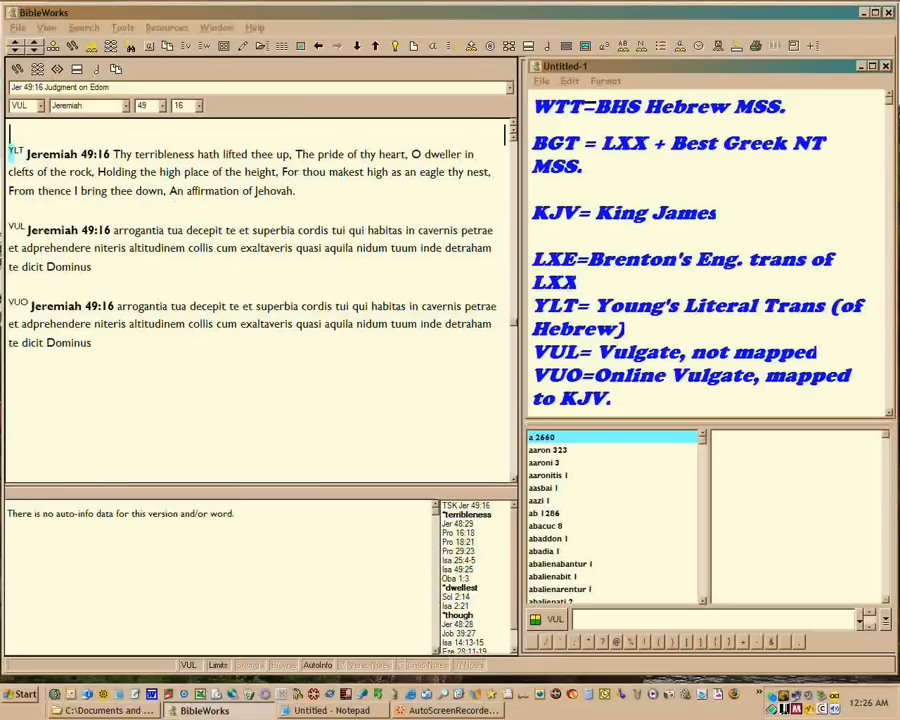 BibleWorks
File View Search Tools Resources Window Help
Jer 49:16 Judgment on Edom
VUL Jeremiah 49 16
YLT Jeremiah 49:16 Thy terribleness hath lifted thee up, The pride of thy heart, O dweller in
clefts of the rock, Holding the high place of the height, For thou makest high as an eagle thy nest,
From thence I bring thee down, An affirmation of Jehovah.
VUL Jeremiah 49:16 arrogantia tua decepit te et superbia cordis tui qui habitas in cavernis petrae
et adprehendere niteris altitudinem collis cum exaltaveris quasi aquila nidum tuum inde detraham
te dicit Dominus
VUO Jeremiah 49:16 arrogantia tua decepit te et superbia cordis tui qui habitas in cavernis petrae
et adprehendere niteris altitudinem collis cum exaltaveris quasi aquila nidum tuum inde detraham
te dicit Dominus
There is no auto-info data for this version and/or word.
TSK Jer 49:16
"terribleness
Jer 48:29
Pro 16:18
Pro 18:21
Pro 29:23
Isa 25:4-5
Isa 49:25
Oba 1:3
"dwellest
Sol 2:14
Isa 2:21
"though
Jer 48:28
Job 39:27
Isa 14:13-15
Eze 28:11-19
VUL Limits Browse AutoInfo
Untitled-1
File Edit Format
WTT=BHS Hebrew MSS.
BGT = LXX + Best Greek NT
MSS.
KJV= King James
LXE=Brenton's Eng. trans of
LXX
YLT= Young's Literal Trans (of
Hebrew)
VUL= Vulgate, not mapped
VUO=Online Vulgate, mapped
to KJV.
a 2660
aaron 323
aaroni 3
aaronitis 1
aasbai 1
aazi 1
ab 1286
abacuc 8
abaddon 1
abadia 1
abalienabantur 1
abalienabit 1
abalienarentur 1
abalienati 2
VUL
Start C:\Documents and ... BibleWorks Untitled - Notepad AutoScreenRecorde... 12:26 AM